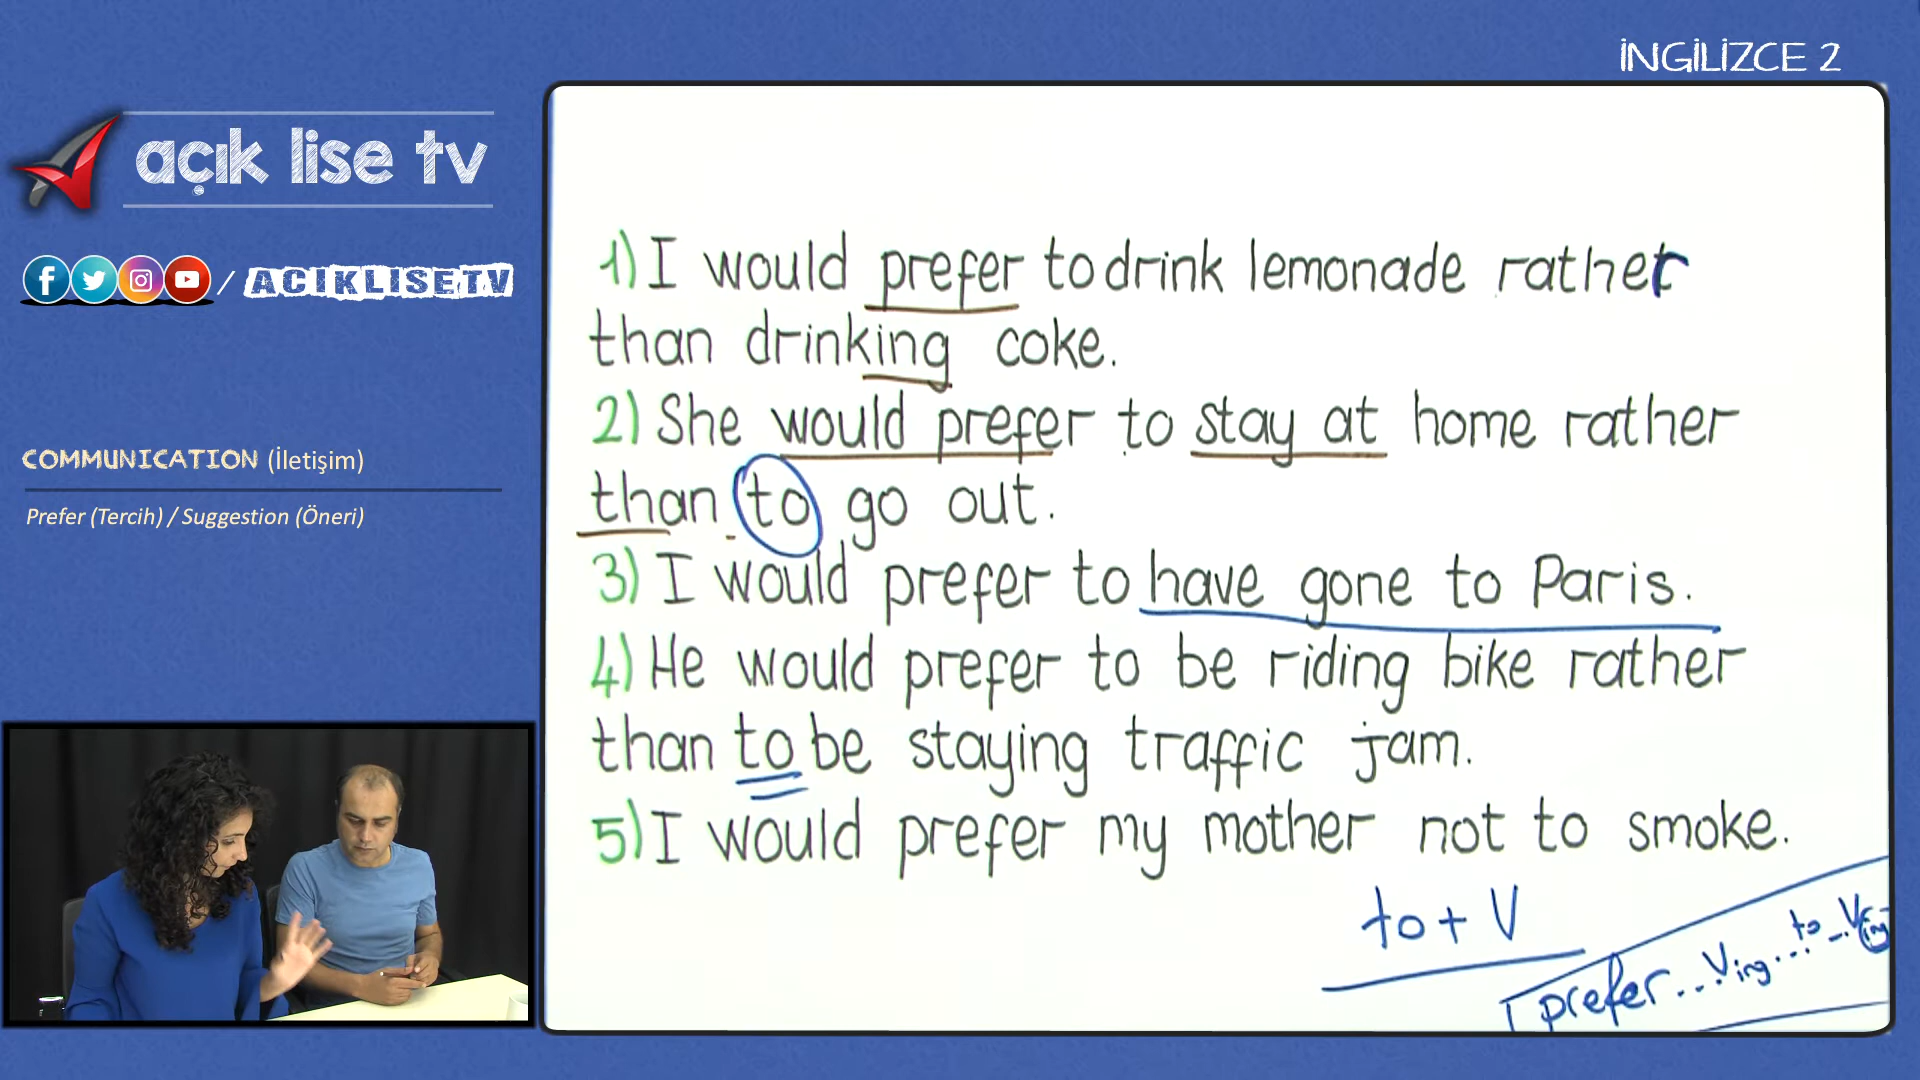 İNGİLİZCE 2
açık lise tv
/ ACIKLISETV
COMMUNICATION (İletişim)
Prefer (Tercih) / Suggestion (Öneri)
1) I would prefer to drink lemonade rather
than drinking coke.
2) She would prefer to stay at home rather
than to go out.
3) I would prefer to have gone to Paris.
4) He would prefer to be riding bike rather
than to be staying traffic jam.
5) I would prefer my mother not to smoke.
to + V
prefer...Ving...to...Ving